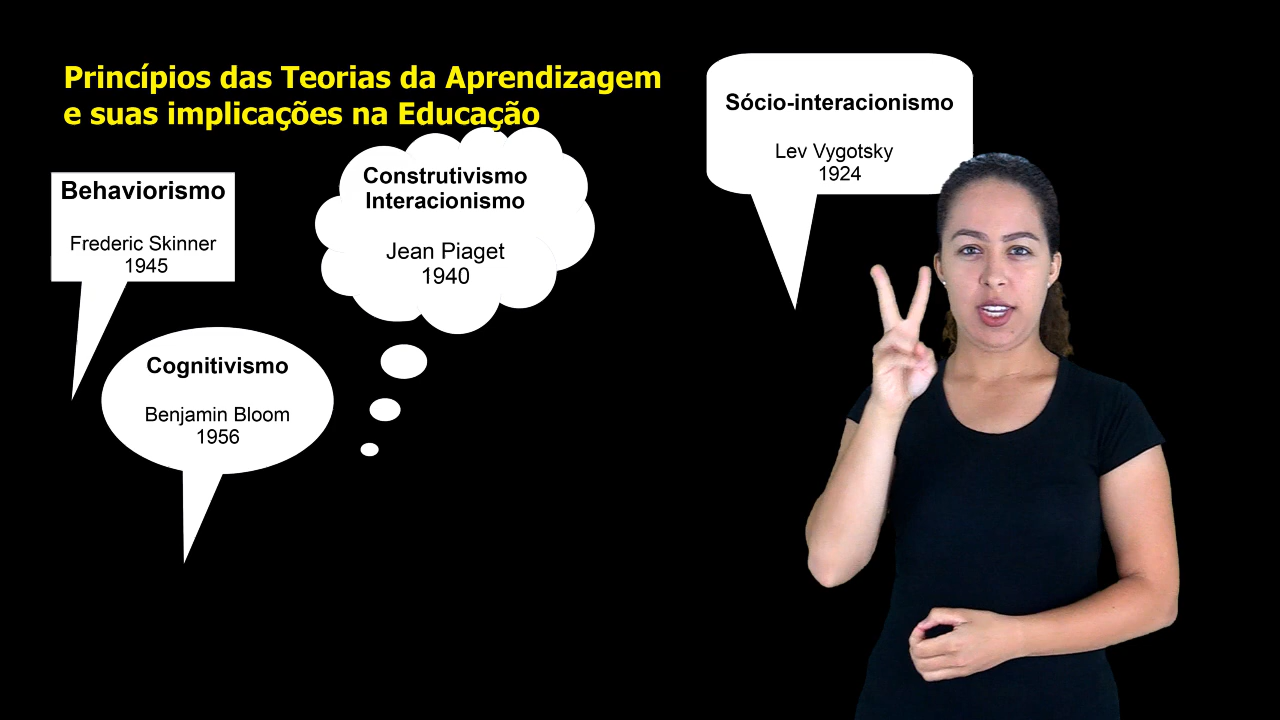 Princípios das Teorias da Aprendizagem
e suas implicações na Educação
Behaviorismo
Frederic Skinner
1945
Cognitivismo
Benjamin Bloom
1956
Construtivismo
Interacionismo
Jean Piaget
1940
Sócio-interacionismo
Lev Vygotsky
1924